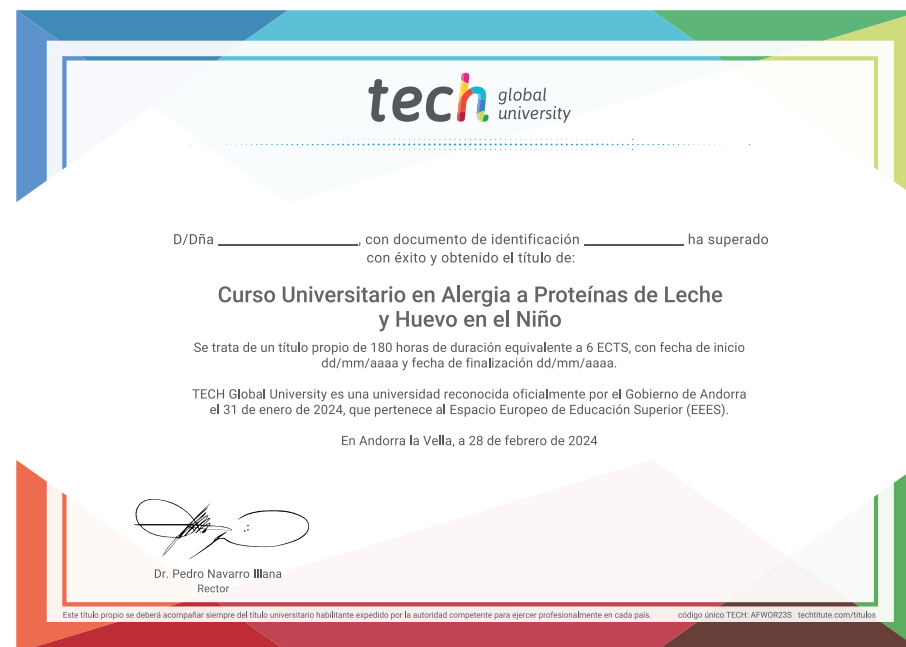 tech global university
D/Dña ____________________, con documento de identificación ______________ ha superado
con éxito y obtenido el título de:
Curso Universitario en Alergia a Proteínas de Leche
y Huevo en el Niño
Se trata de un título propio de 180 horas de duración equivalente a 6 ECTS, con fecha de inicio
dd/mm/aaaa y fecha de finalización dd/mm/aaaa.
TECH Global University es una universidad reconocida oficialmente por el Gobierno de Andorra
el 31 de enero de 2024, que pertenece al Espacio Europeo de Educación Superior (EEES).
En Andorra la Vella, a 28 de febrero de 2024
Dr. Pedro Navarro Illana
Rector
Este título propio se deberá acompañar siempre del título universitario habilitante expedido por la autoridad competente para ejercer profesionalmente en cada país. código único TECH: AFWOR23S techtitute.com/titulos